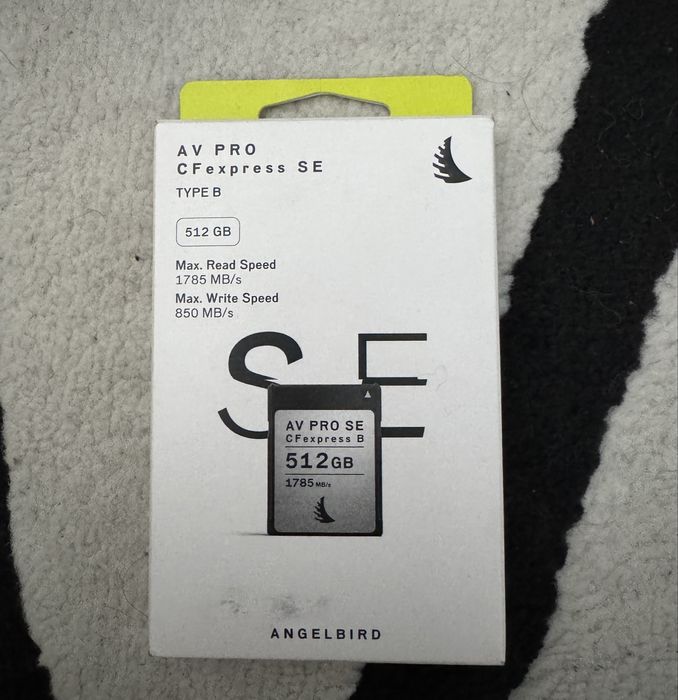 AV PRO
CFexpress SE
TYPE B
512 GB
Max. Read Speed
1785 MB/s
Max. Write Speed
850 MB/s
SE
AV PRO SE
CFexpress B
512GB
1785 MB/s
ANGELBIRD